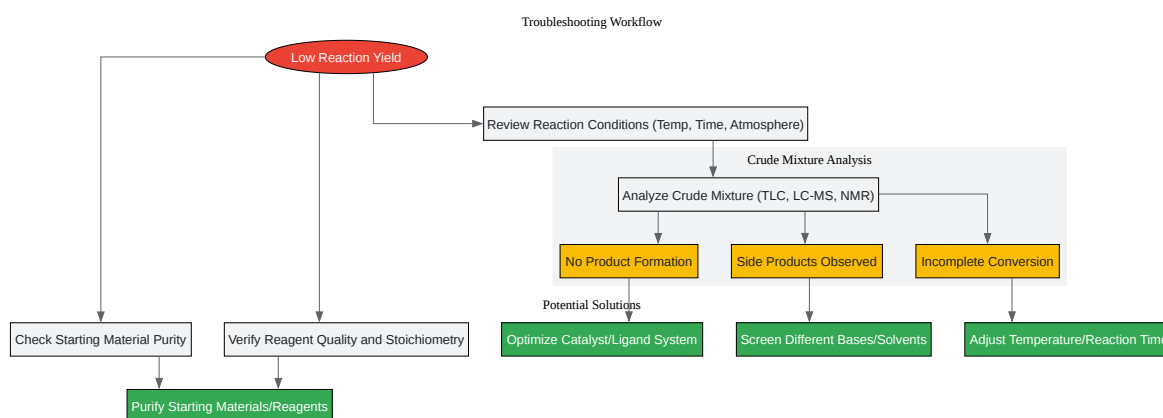 Troubleshooting Workflow
Low Reaction Yield
Review Reaction Conditions (Temp, Time, Atmosphere)
Crude Mixture Analysis
Analyze Crude Mixture (TLC, LC-MS, NMR)
No Product Formation
Side Products Observed
Incomplete Conversion
Potential Solutions
Check Starting Material Purity
Verify Reagent Quality and Stoichiometry
Optimize Catalyst/Ligand System
Screen Different Bases/Solvents
Adjust Temperature/Reaction Time
Purify Starting Materials/Reagents